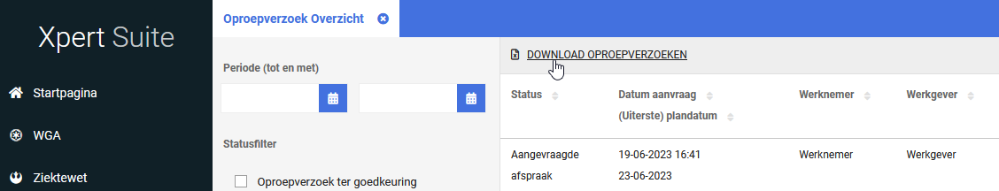 Xpert Suite
Startpagina
WGA
Ziektewet
Oproepverzoek Overzicht
Periode (tot en met)
Statusfilter
Oproepverzoek ter goedkeuring
DOWNLOAD OPROEPVERZOEKEN
Status Datum aanvraag Werknemer Werkgever
(Uiterste) plandatum
Aangevraagde 19-06-2023 16:41 Werknemer Werkgever
afspraak 23-06-2023